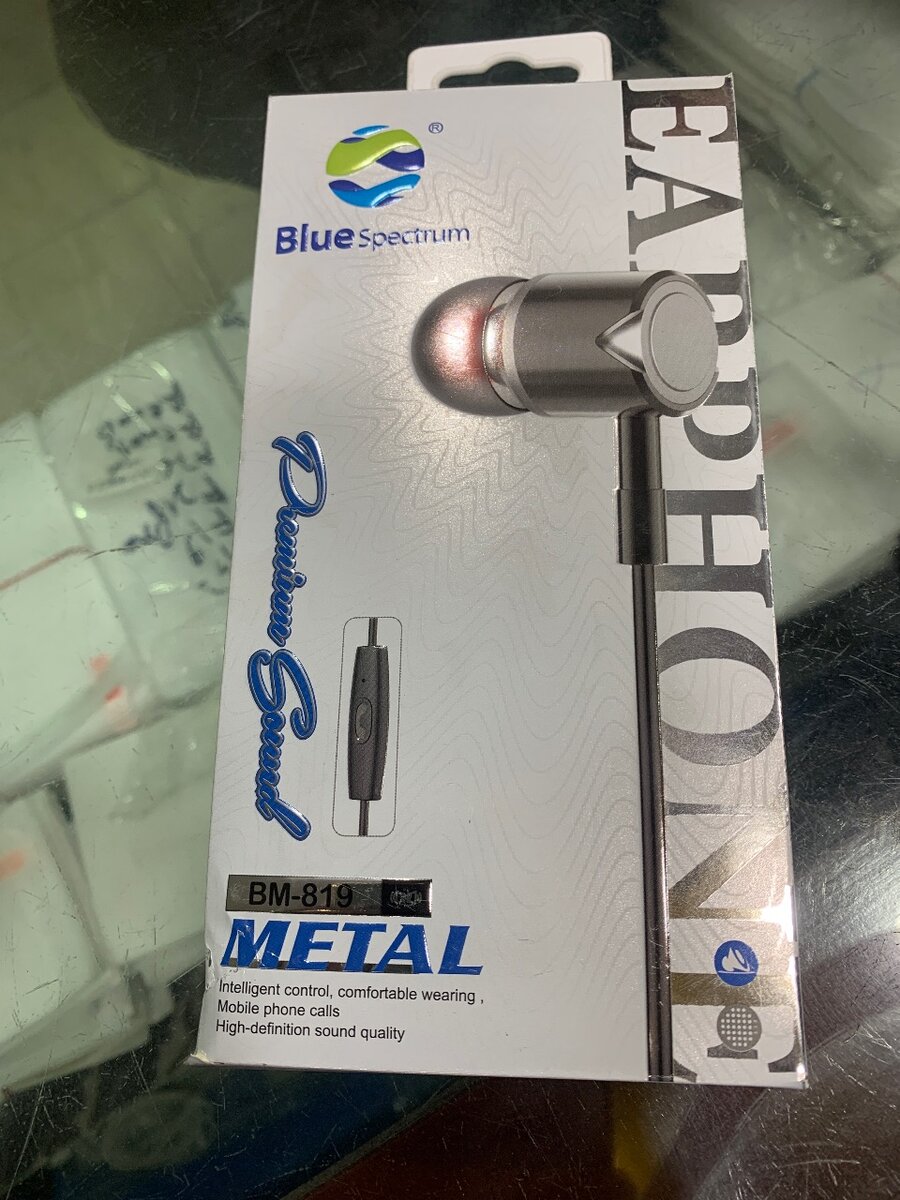 ®
Blue Spectrum
EARPHONE
Premium Sound
BM-819
METAL
Intelligent control, comfortable wearing ,
Mobile phone calls
High-definition sound quality